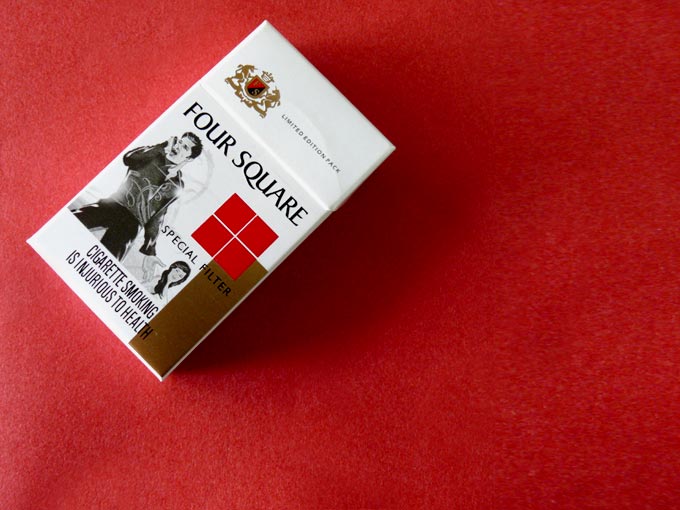 LIMITED EDITION PACK
FOUR SQUARE
SPECIAL FILTER
CIGARETTE SMOKING
IS INJURIOUS TO HEALTH